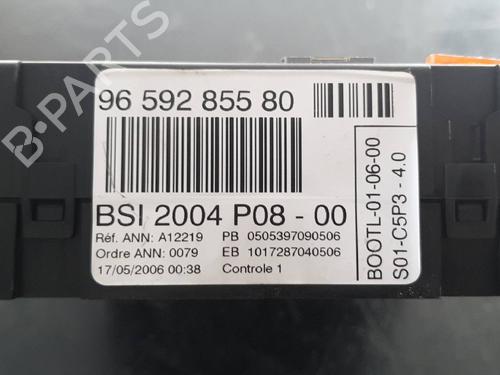 96 592 855 80
BSI 2004 P08 - 00
Réf. ANN: A12219 PB 0505397090506
Ordre ANN: 0079 EB 1017287040506
17/05/2006 00:38 Controle 1
BOOTL-01-06-00
S01-C5P3 - 4.0
B-PARTS